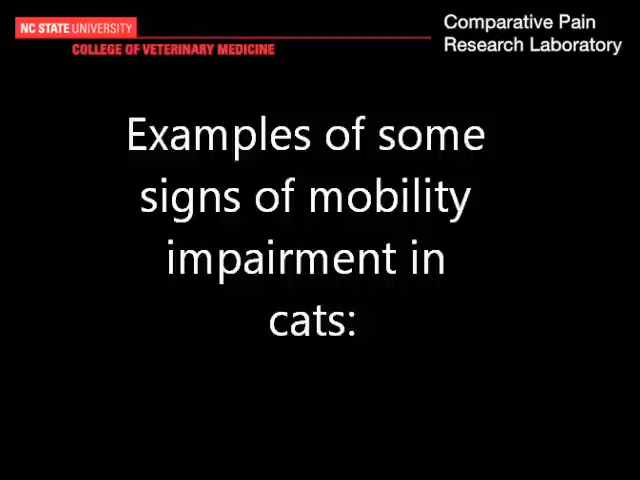 NC STATE UNIVERSITY
COLLEGE OF VETERINARY MEDICINE
Comparative Pain
Research Laboratory
Examples of some
signs of mobility
impairment in
cats: